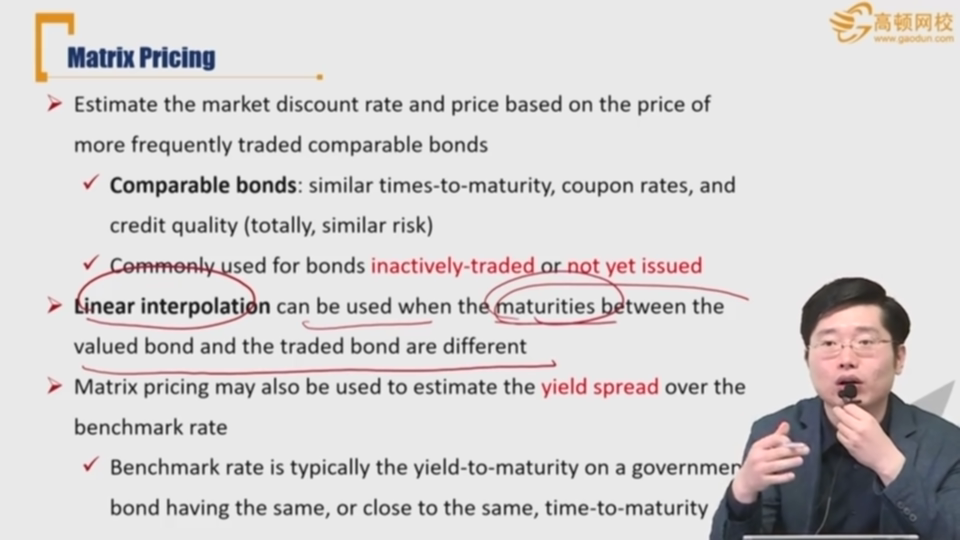 Matrix Pricing
高顿网校
www.gaodun.com
Estimate the market discount rate and price based on the price of
more frequently traded comparable bonds
Comparable bonds: similar times-to-maturity, coupon rates, and
credit quality (totally, similar risk)
Commonly used for bonds inactively-traded or not yet issued
Linear interpolation can be used when the maturities between the
valued bond and the traded bond are different
Matrix pricing may also be used to estimate the yield spread over the
benchmark rate
Benchmark rate is typically the yield-to-maturity on a governmen
bond having the same, or close to the same, time-to-maturity